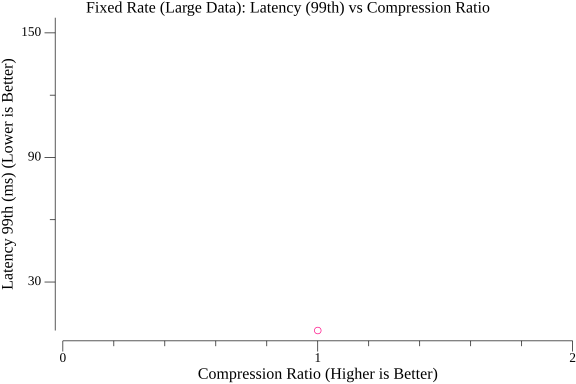 Fixed Rate (Large Data): Latency (99th) vs Compression Ratio
Latency 99th (ms) (Lower is Better)
150
90
30
0
1
2
Compression Ratio (Higher is Better)